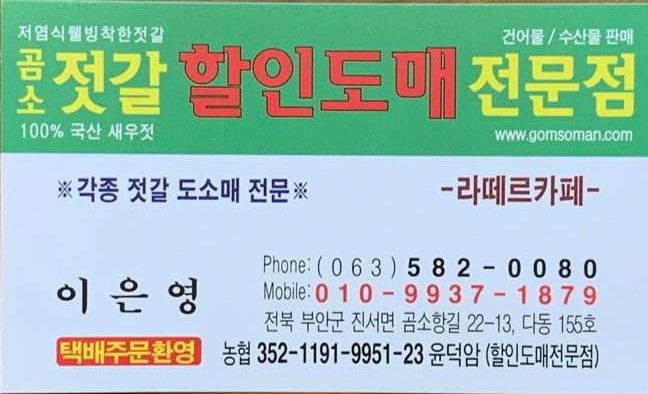 저염식웰빙착한젓갈
건어물 / 수산물 판매
곰소 젓갈 할인도매 전문점
100% 국산 새우젓
www.gomsoman.com
※각종 젓갈 도소매 전문※
-라떼르카페-
Phone: (063) 582-0080
이은영
Mobile: 010-9937-1879
전북 부안군 진서면 곰소항길 22-13, 다동 155호
택배주문환영
농협 352-1191-9951-23 윤덕암 (할인도매전문점)